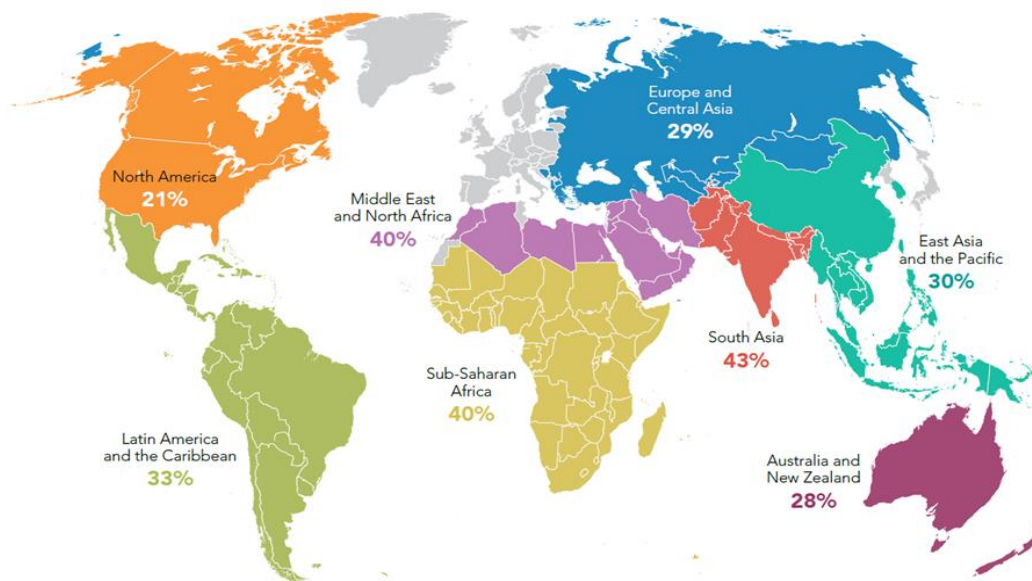 Europe and
Central Asia
29%
North America
21%
Middle East
and North Africa
40%
East Asia
and the Pacific
30%
South Asia
43%
Sub-Saharan
Africa
40%
Latin America
and the Caribbean
33%
Australia and
New Zealand
28%